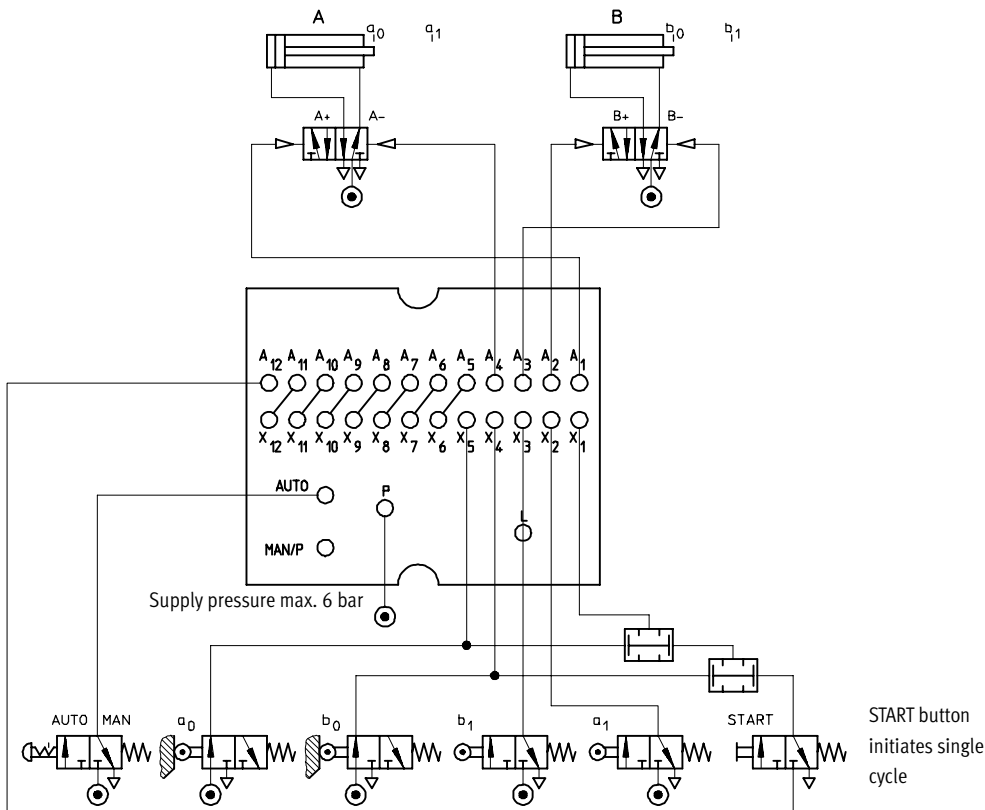 A a0 a1 B b0 b1
A+ A- B+ B-
A12 A11 A10 A9 A8 A7 A6 A5 A4 A3 A2 A1
X12 X11 X10 X9 X8 X7 X6 X5 X4 X3 X2 X1
AUTO P L
MAN/P
Supply pressure max. 6 bar
AUTO MAN a0 b0 b1 a1 START
START button
initiates single
cycle